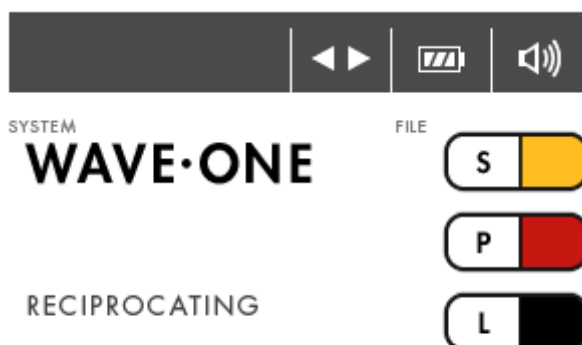 SYSTEM
FILE
WAVE·ONE
S
P
RECIPROCATING
L